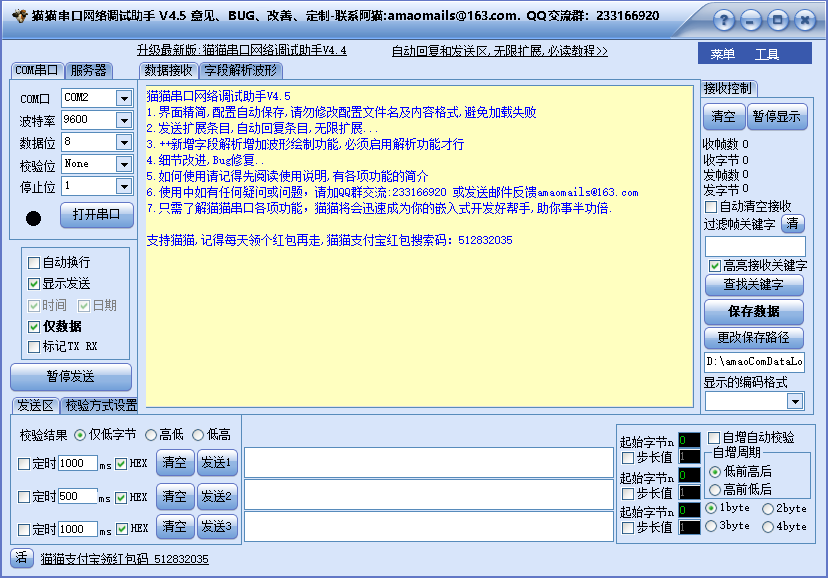 猫猫串口网络调试助手 V4.5 意见、BUG、改善、定制-联系阿猫:amaomails@163.com. QQ交流群: 233166920
升级最新版:猫猫串口网络调试助手V4.4
自动回复和发送区,无限扩展,必读教程>>
菜单 工具
COM串口 服务器
数据接收 字段解析波形
接收控制
COM口 COM2
波特率 9600
数据位 8
校验位 None
停止位 1
打开串口
自动换行
显示发送
时间 日期
仅数据
标记TX RX
暂停发送
猫猫串口网络调试助手V4.5
1.界面精简,配置自动保存,请勿修改配置文件名及内容格式,避免加载失败
2.发送扩展条目,自动回复条目,无限扩展...
3.++新增字段解析增加波形绘制功能,必须启用解析功能才行
4.细节改进,Bug修复..
5.如何使用请记得先阅读使用说明,有各项功能的简介
6.使用中如有任何疑问或问题，请加QQ群交流:233166920 或发送邮件反馈amaomails@163.com
7.只需了解猫猫串口各项功能，猫猫将会迅速成为你的嵌入式开发好帮手,助你事半功倍.
支持猫猫,记得每天领个红包再走,猫猫支付宝红包搜索码：512832035
清空 暂停显示
收帧数 0
收字节 0
发帧数 0
发字节 0
自动清空接收
过滤帧关键字 清
高亮接收关键字
查找关键字
保存数据
更改保存路径
D:\amaoComDataLo
显示的编码格式
发送区 校验方式设置
校验结果 仅低字节 高低 低高
定时 1000 ms HEX 清空 发送1
定时 500 ms HEX 清空 发送2
定时 1000 ms HEX 清空 发送3
起始字节n 0
步长值 1
起始字节n 0
步长值 1
起始字节n 0
步长值 1
自增自动校验
自增周期
低前高后
高前低后
1byte 2byte
3byte 4byte
活 猫猫支付宝领红包码 512832035